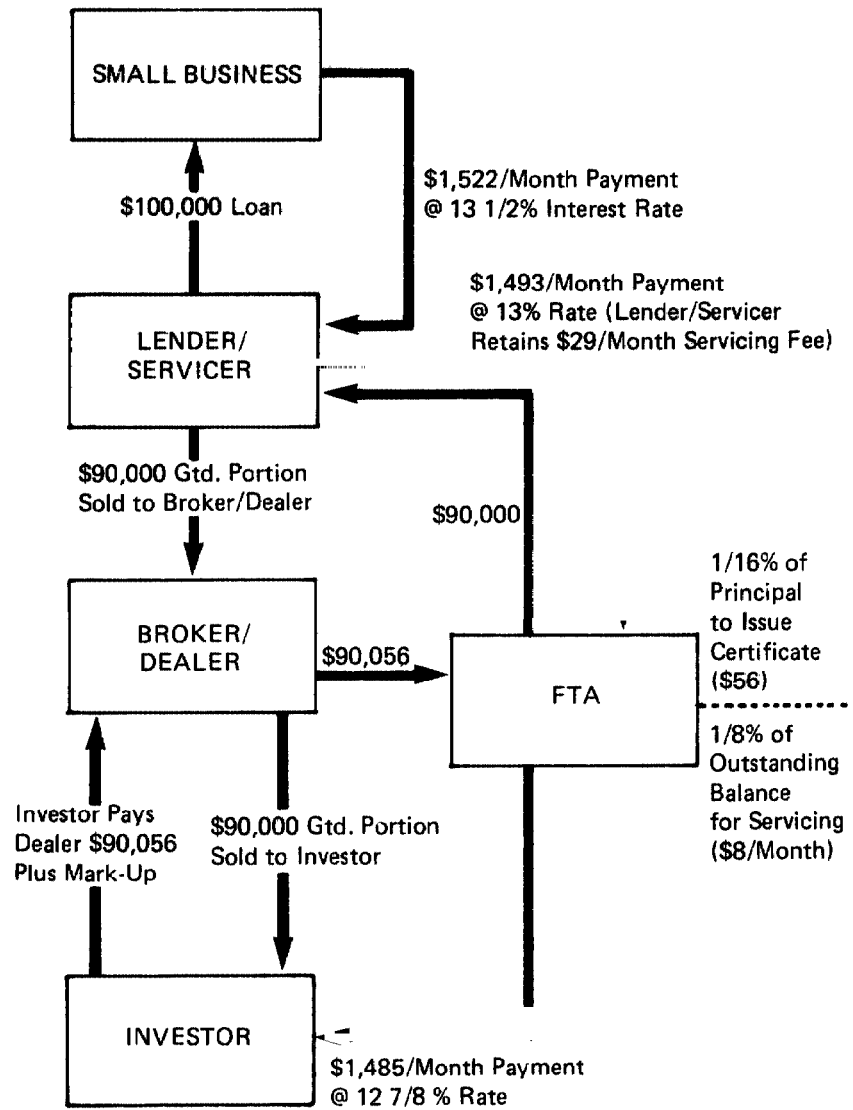 SMALL BUSINESS
$100,000 Loan
$1,522/Month Payment
@ 13 1/2% Interest Rate
$1,493/Month Payment
@ 13% Rate (Lender/Servicer
Retains $29/Month Servicing Fee)
LENDER/
SERVICER
$90,000 Gtd. Portion
Sold to Broker/Dealer
$90,000
BROKER/
DEALER
$90,056
FTA
1/16% of
Principal
to Issue
Certificate
($56)
1/8% of
Outstanding
Balance
for Servicing
($8/Month)
Investor Pays
Dealer $90,056
Plus Mark-Up
$90,000 Gtd. Portion
Sold to Investor
INVESTOR
$1,485/Month Payment
@ 12 7/8 % Rate